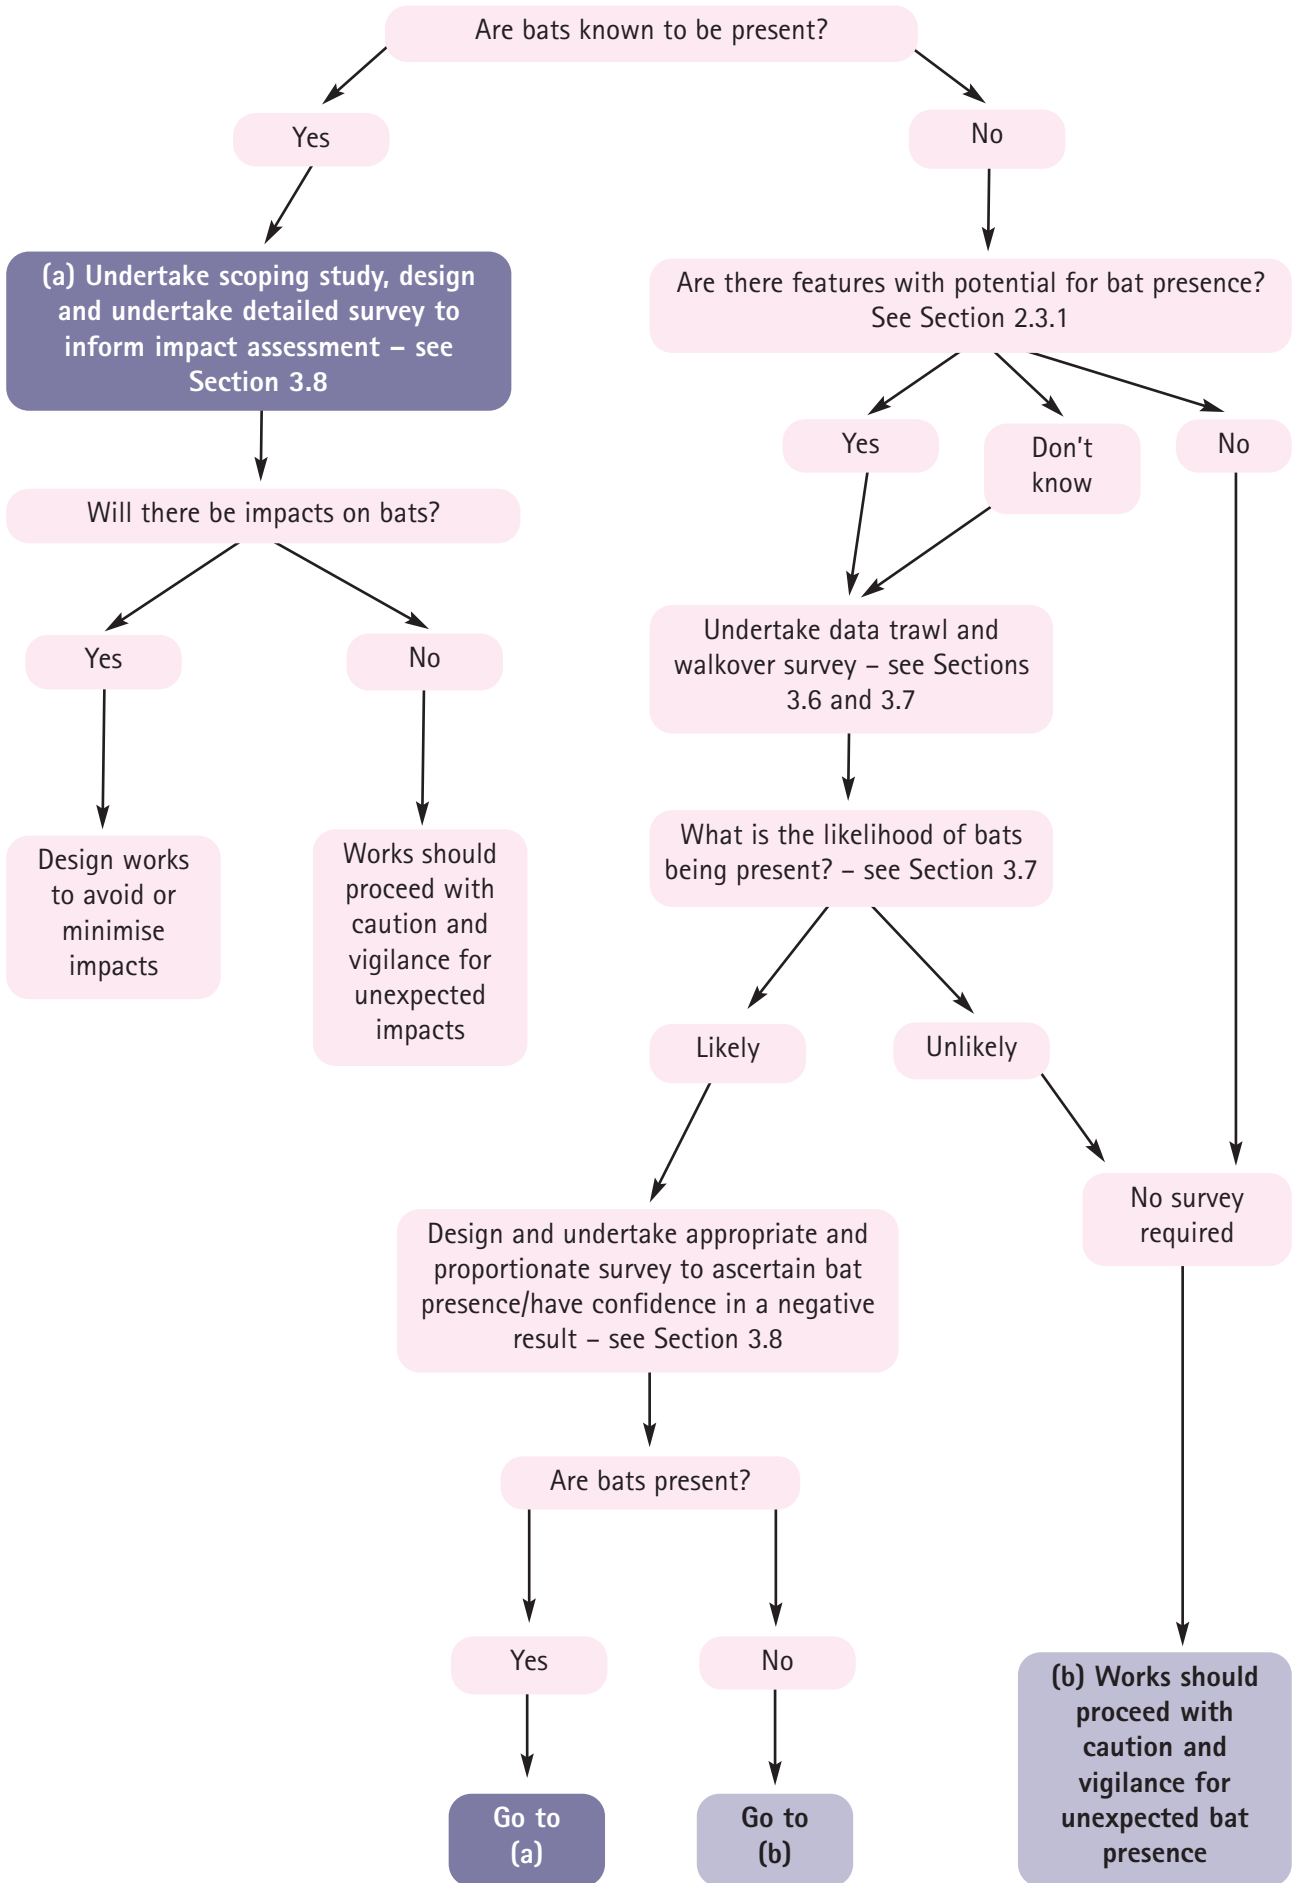 Are bats known to be present?
Yes
No
(a) Undertake scoping study, design
and undertake detailed survey to
inform impact assessment – see
Section 3.8
Are there features with potential for bat presence?
See Section 2.3.1
Yes
Don't
know
No
Will there be impacts on bats?
Yes
No
Undertake data trawl and
walkover survey – see Sections
3.6 and 3.7
Design works
to avoid or
minimise
impacts
Works should
proceed with
caution and
vigilance for
unexpected
impacts
What is the likelihood of bats
being present? – see Section 3.7
Likely
Unlikely
No survey
required
Design and undertake appropriate and
proportionate survey to ascertain bat
presence/have confidence in a negative
result – see Section 3.8
Are bats present?
Yes
No
(b) Works should
proceed with
caution and
vigilance for
unexpected bat
presence
Go to
(a)
Go to
(b)